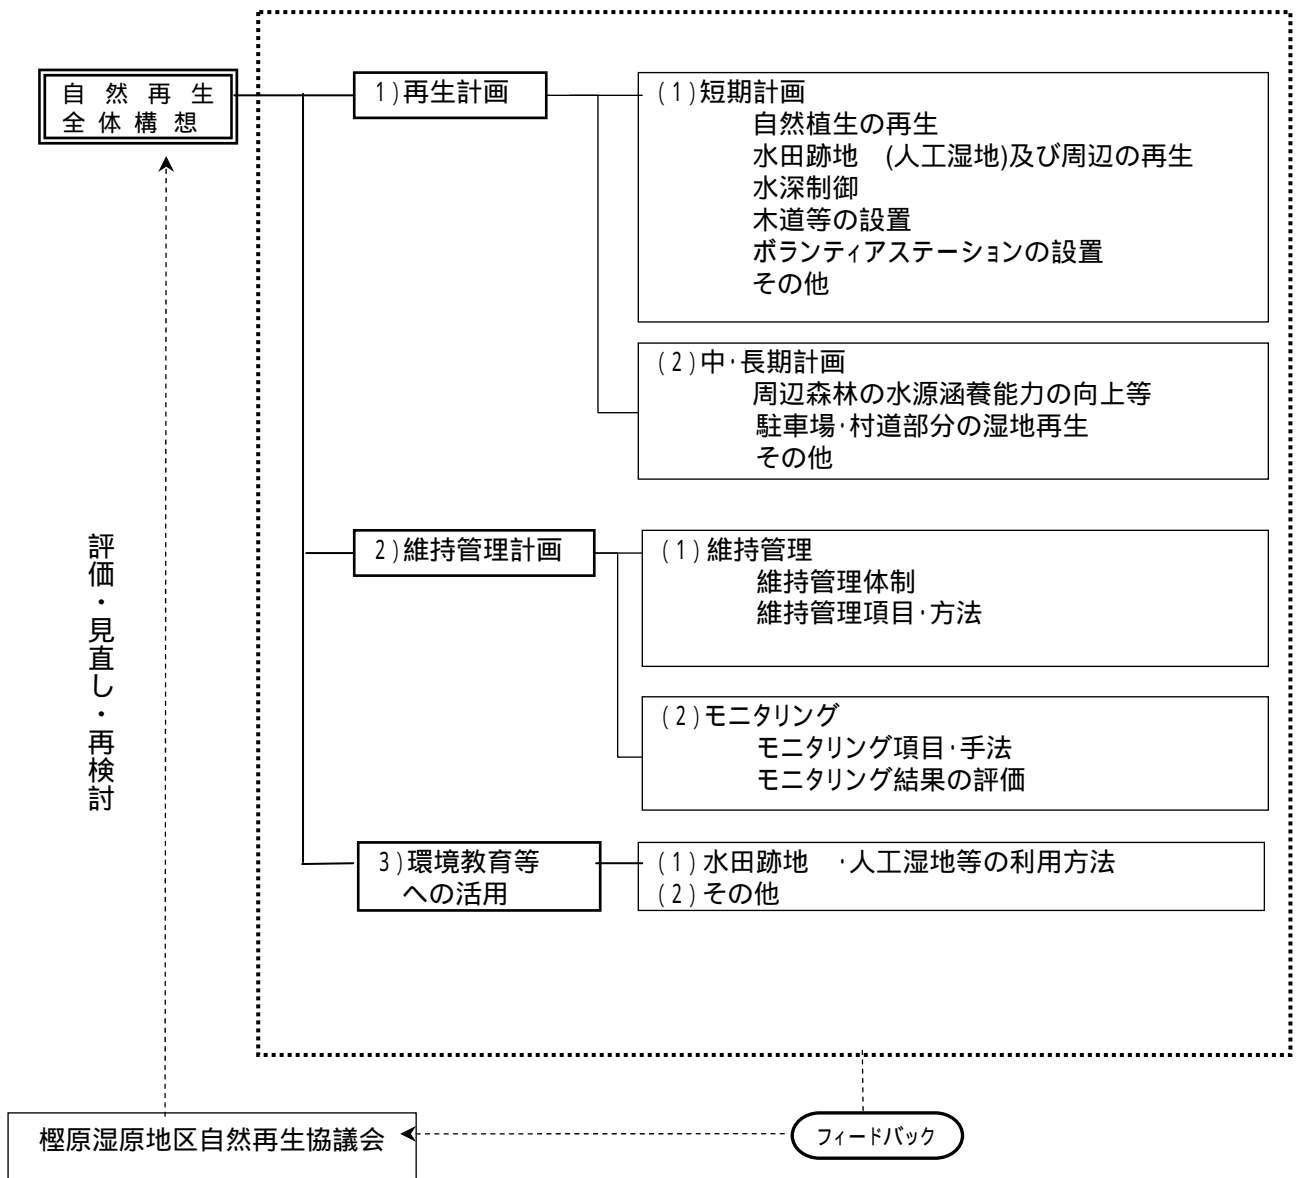 自然再生
全体構想
1)再生計画
(1)短期計画
自然植生の再生
水田跡地　(人工湿地)及び周辺の再生
水深制御
木道等の設置
ボランティアステーションの設置
その他
(2)中・長期計画
周辺森林の水源涵養能力の向上等
駐車場・村道部分の湿地再生
その他
2)維持管理計画
(1)維持管理
維持管理体制
維持管理項目・方法
(2)モニタリング
モニタリング項目・手法
モニタリング結果の評価
3)環境教育等
への活用
(1)水田跡地　・人工湿地等の利用方法
(2)その他
評価・見直し・再検討
樫原湿原地区自然再生協議会
フィードバック